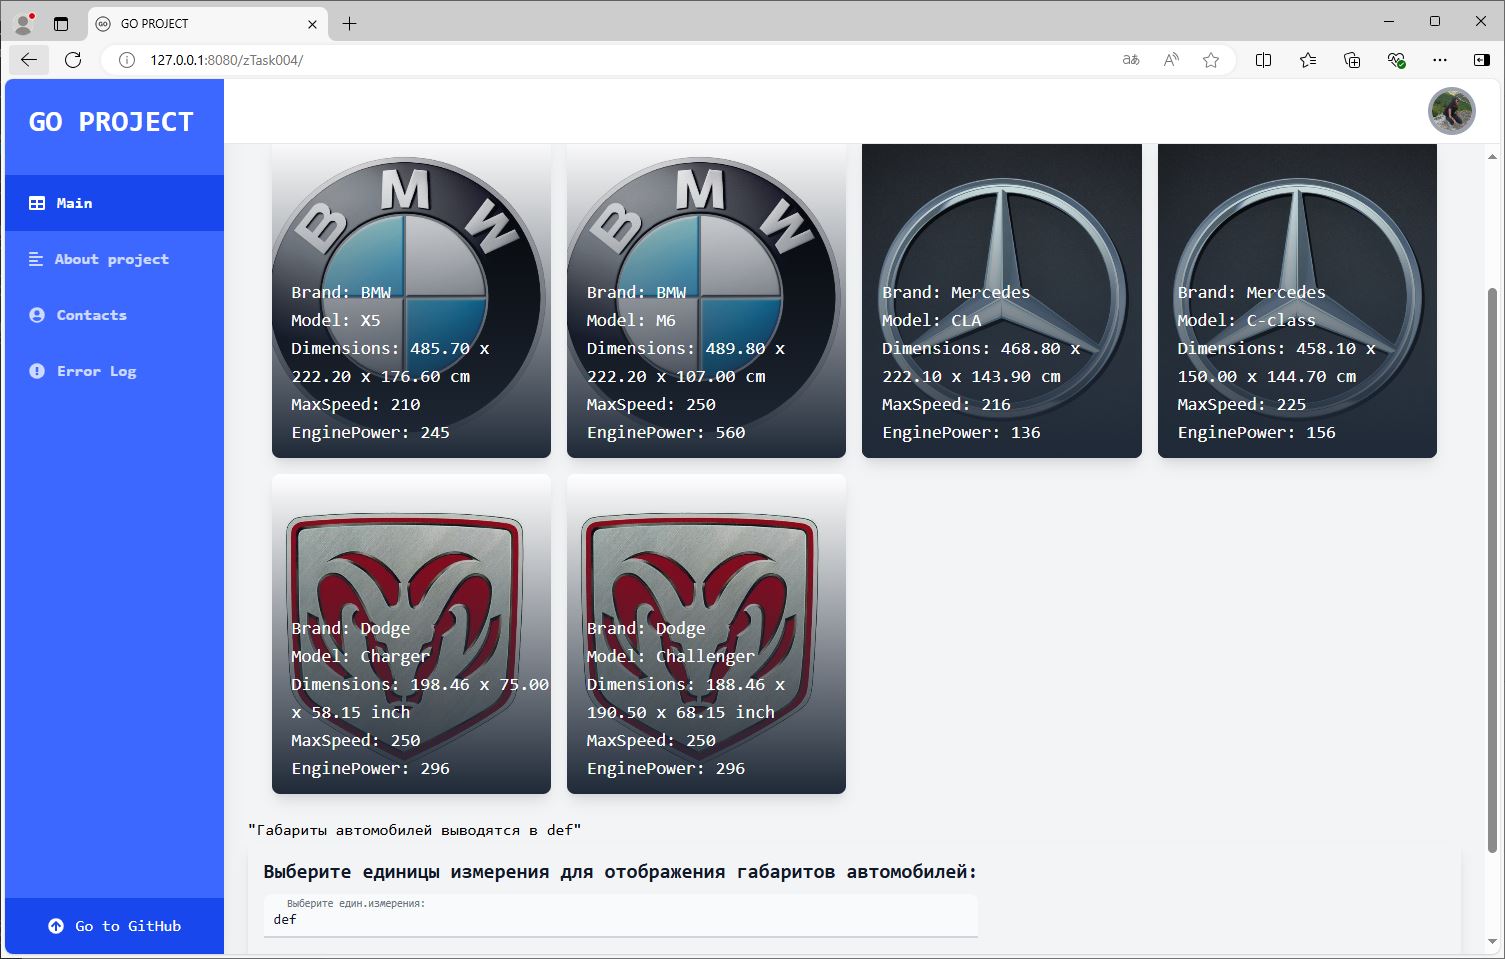 GO PROJECT
127.0.0.1:8080/zTask004/
GO PROJECT
Main
About project
Contacts
Error Log
Go to GitHub
BMW
Brand: BMW
Model: X5
Dimensions: 485.70 x
222.20 x 176.60 cm
MaxSpeed: 210
EnginePower: 245
BMW
Brand: BMW
Model: M6
Dimensions: 489.80 x
222.20 x 107.00 cm
MaxSpeed: 250
EnginePower: 560
Brand: Mercedes
Model: CLA
Dimensions: 468.80 x
222.10 x 143.90 cm
MaxSpeed: 216
EnginePower: 136
Brand: Mercedes
Model: C-class
Dimensions: 458.10 x
150.00 x 144.70 cm
MaxSpeed: 225
EnginePower: 156
Brand: Dodge
Model: Charger
Dimensions: 198.46 x 75.00
x 58.15 inch
MaxSpeed: 250
EnginePower: 296
Brand: Dodge
Model: Challenger
Dimensions: 188.46 x
190.50 x 68.15 inch
MaxSpeed: 250
EnginePower: 296
"Габариты автомобилей выводятся в def"
Выберите единицы измерения для отображения габаритов автомобилей:
Выберите един.измерения:
def